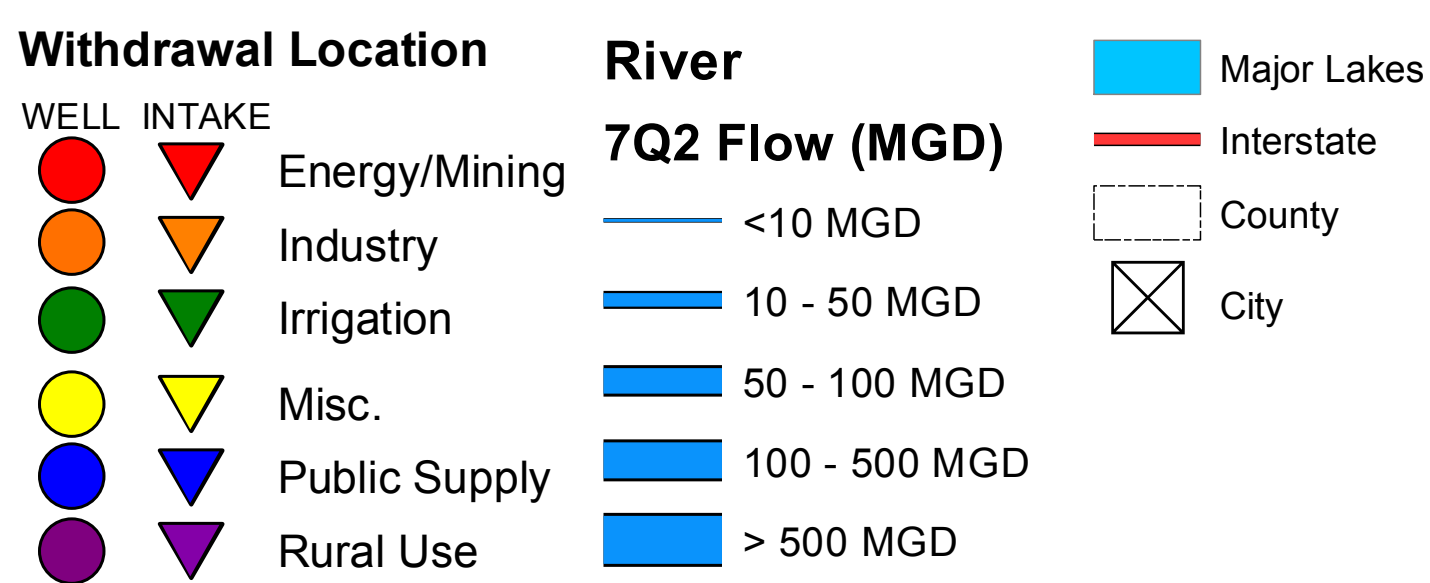 Withdrawal Location
WELL INTAKE
Energy/Mining
Industry
Irrigation
Misc.
Public Supply
Rural Use
River
7Q2 Flow (MGD)
<10 MGD
10 - 50 MGD
50 - 100 MGD
100 - 500 MGD
> 500 MGD
Major Lakes
Interstate
County
City